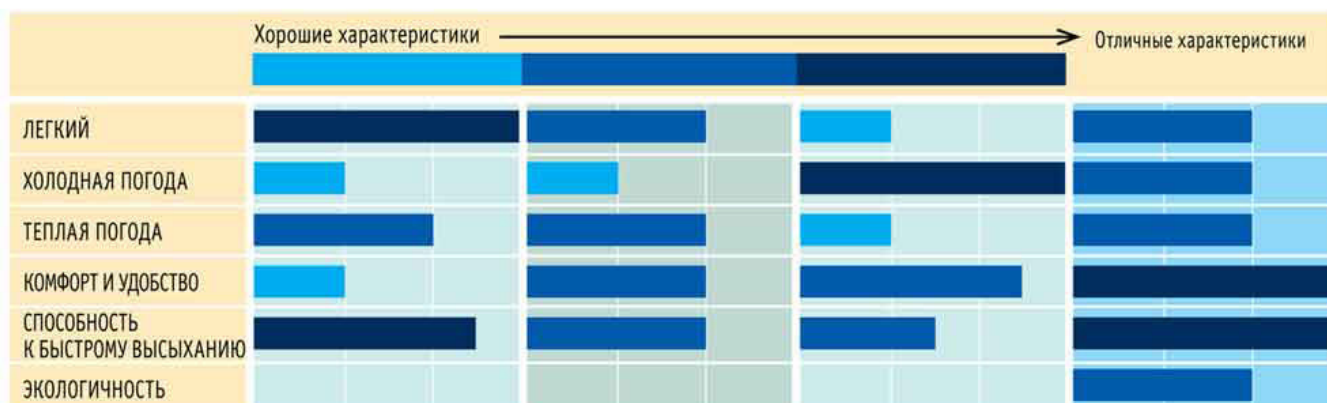 Хорошие характеристики
Отличные характеристики
ЛЕГКИЙ
ХОЛОДНАЯ ПОГОДА
ТЕПЛАЯ ПОГОДА
КОМФОРТ И УДОБСТВО
СПОСОБНОСТЬ
К БЫСТРОМУ ВЫСЫХАНИЮ
ЭКОЛОГИЧНОСТЬ